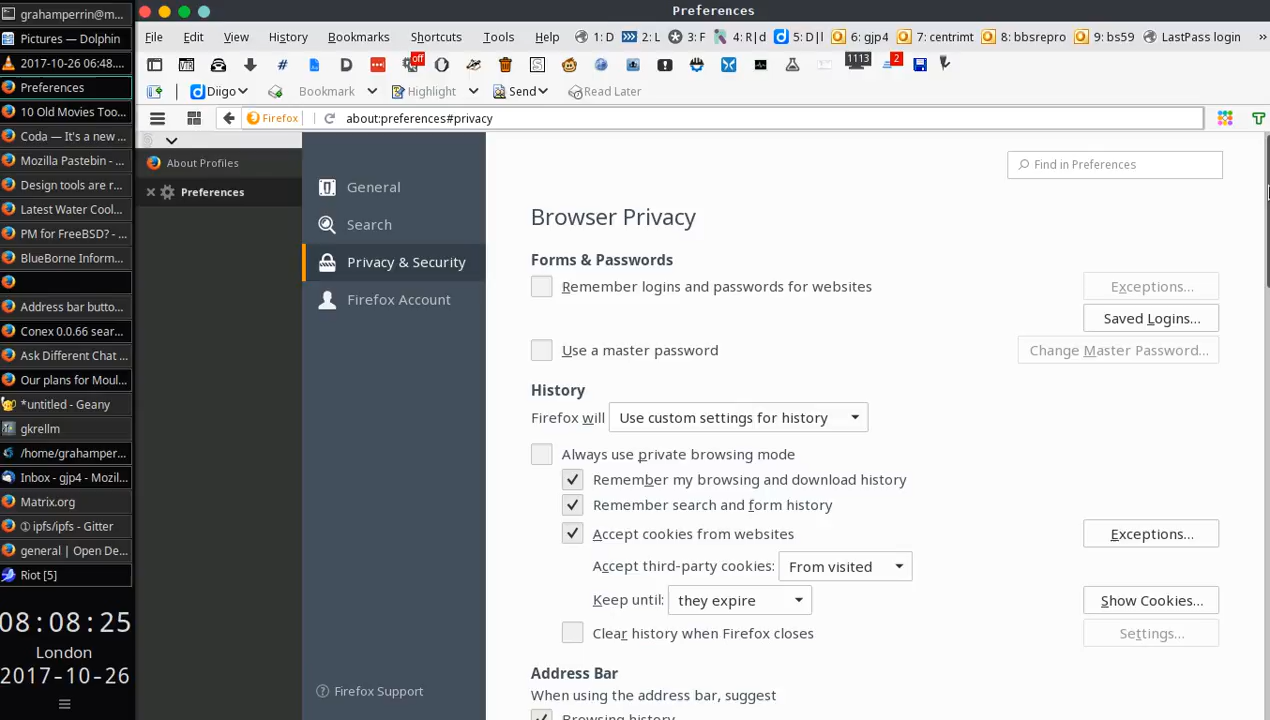 grahamperrin@m...
Pictures — Dolphin
2017-10-26 06:48....
Preferences
10 Old Movies Too...
Coda — It's a new ...
Mozilla Pastebin - ...
Design tools are r...
Latest Water Cool...
PM for FreeBSD? - ...
BlueBorne Inform...
Address bar butto...
Conex 0.0.66 sear...
Ask Different Chat ...
Our plans for Moul...
*untitled - Geany
gkrellm
/home/grahamper...
Inbox - gjp4 - Mozil...
Matrix.org
① ipfs/ipfs - Gitter
general | Open De...
Riot [5]
08:08:25
London
2017-10-26
Preferences
File Edit View History Bookmarks Shortcuts Tools Help 1: D 2: L 3: F 4: R|d 5: D|l 6: gjp4 7: centrimt 8: bbsrepo 9: bs59 LastPass login »
off 1113 2
Diigo Bookmark Highlight Send Read Later
Firefox about:preferences#privacy
About Profiles
Preferences
General
Search
Privacy & Security
Firefox Account
Firefox Support
Find in Preferences
Browser Privacy
Forms & Passwords
Remember logins and passwords for websites Exceptions...
Saved Logins...
Use a master password Change Master Password...
History
Firefox will Use custom settings for history
Always use private browsing mode
Remember my browsing and download history
Remember search and form history
Accept cookies from websites Exceptions...
Accept third-party cookies: From visited
Keep until: they expire Show Cookies...
Clear history when Firefox closes Settings...
Address Bar
When using the address bar, suggest
Browsing history